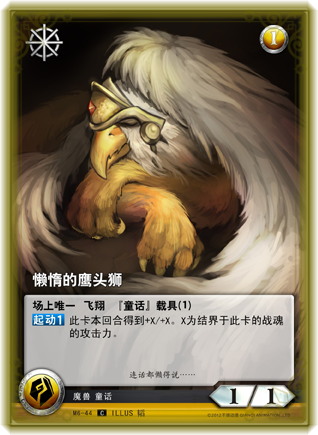 I
懒惰的鹰头狮
场上唯一 飞翔 『童话』载具(1)
起动1 此卡本回合得到+X/+X。X为结界于此卡的战魂
的攻击力。
连话都懒得说……
魔兽 童话
1/1
M6-44 C ILLUS 韬